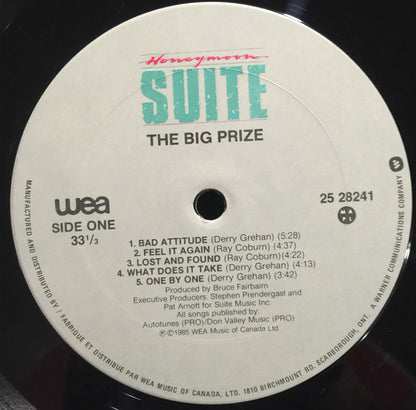 Honeymoon
SUITE
THE BIG PRIZE
wea
SIDE ONE
33 1/3
25 28241
1. BAD ATTITUDE (Derry Grehan) (5:28)
2. FEEL IT AGAIN (Ray Coburn) (4:37)
3. LOST AND FOUND (Ray Coburn) (4:22)
4. WHAT DOES IT TAKE (Derry Grehan) (4:13)
5. ONE BY ONE (Derry Grehan) (3:42)
Produced by Bruce Fairbairn
Executive Producers: Stephen Prendergast and
Pat Arnott for Suite Music Inc
All songs published by:
Autotunes (PRO)/Don Valley Music (PRO)
℗©1985 WEA Music of Canada Ltd
MANUFACTURED AND DISTRIBUTED BY / FABRIQUE ET DISTRIBUE PAR WEA MUSIC OF CANADA, LTD. 1810 BIRCHMOUNT RD. SCARBOROUGH, ONT. A WARNER COMMUNICATIONS COMPANY